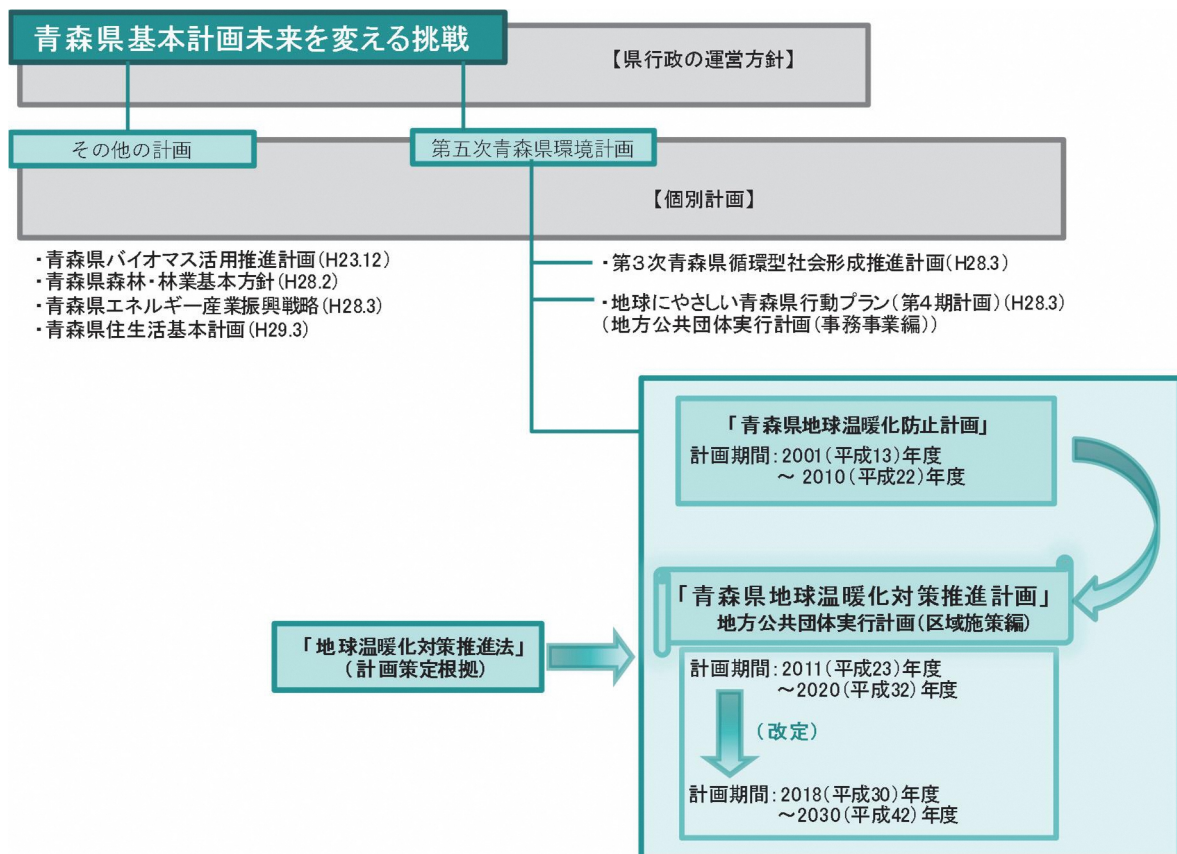 青森県基本計画未来を変える挑戦
【県行政の運営方針】
その他の計画
第五次青森県環境計画
【個別計画】
・青森県バイオマス活用推進計画(H23.12)
・青森県森林・林業基本方針(H28.2)
・青森県エネルギー産業振興戦略(H28.3)
・青森県住生活基本計画(H29.3)
・第3次青森県循環型社会形成推進計画(H28.3)
・地球にやさしい青森県行動プラン(第4期計画)(H28.3)
(地方公共団体実行計画(事務事業編))
「青森県地球温暖化防止計画」
計画期間:2001(平成13)年度
～ 2010(平成22)年度
「青森県地球温暖化対策推進計画」
地方公共団体実行計画(区域施策編)
「地球温暖化対策推進法」
(計画策定根拠)
計画期間:2011(平成23)年度
～2020(平成32)年度
(改定)
計画期間:2018(平成30)年度
～2030(平成42)年度